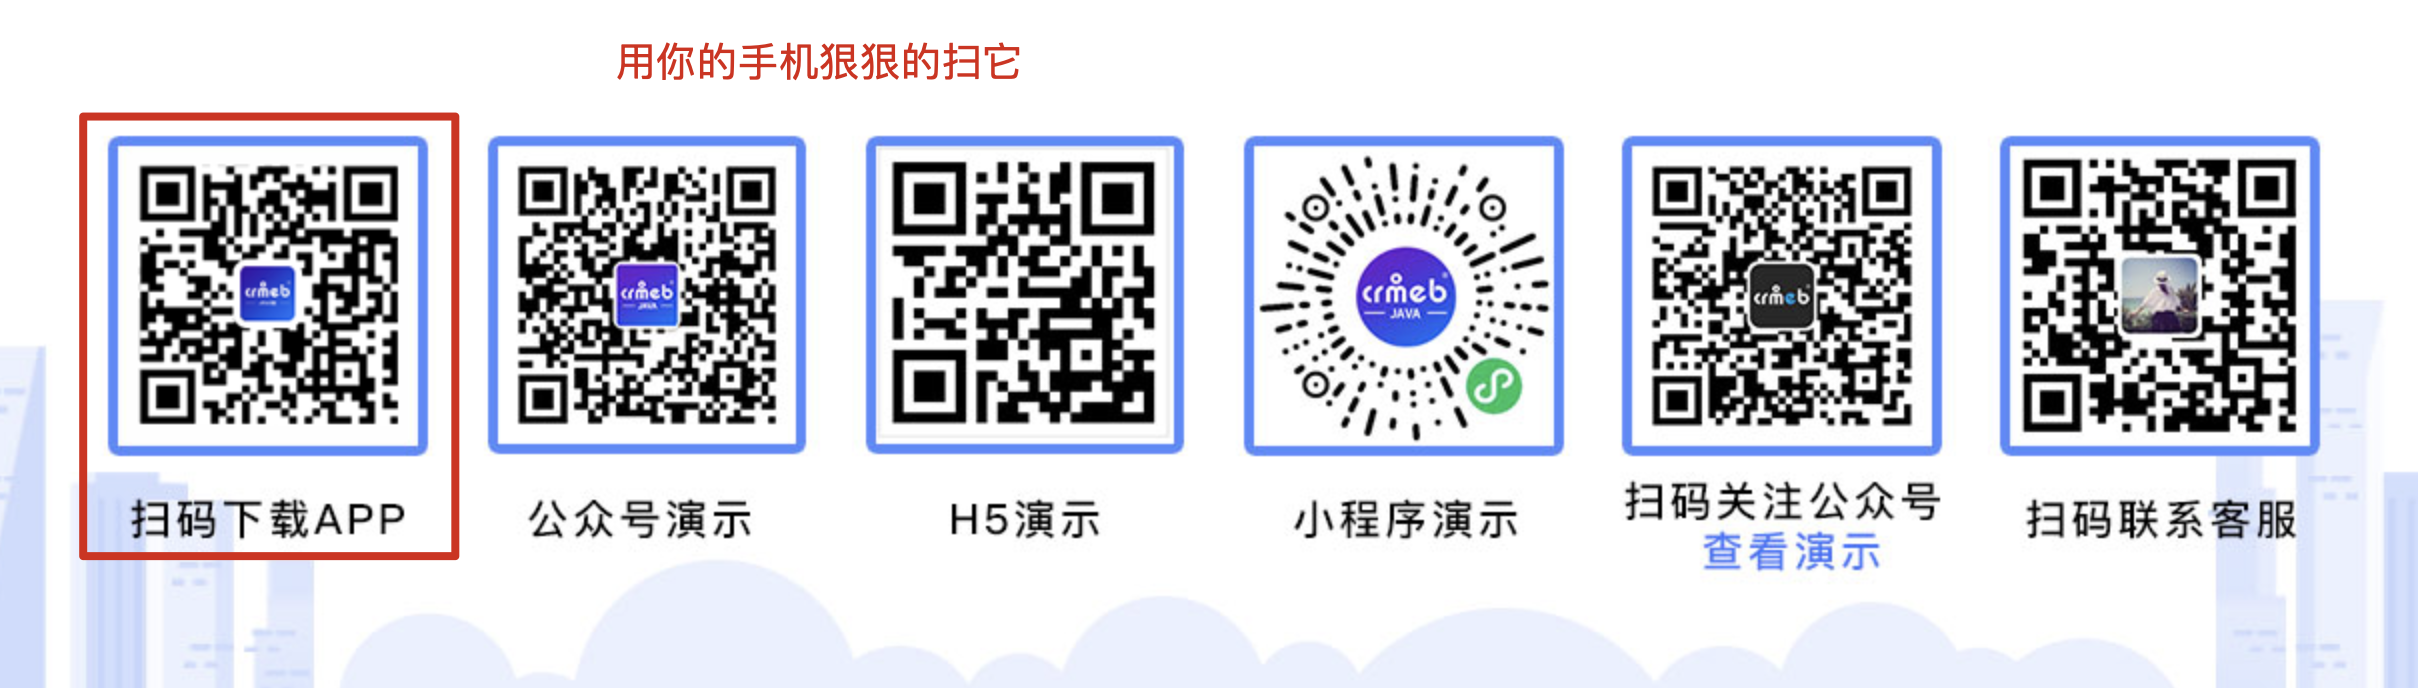 用你的手机狠狠的扫它
crmeb
crmeb
JAVA
crmeb
JAVA
crmeb
扫码下载APP
公众号演示
H5演示
小程序演示
扫码关注公众号
查看演示
扫码联系客服